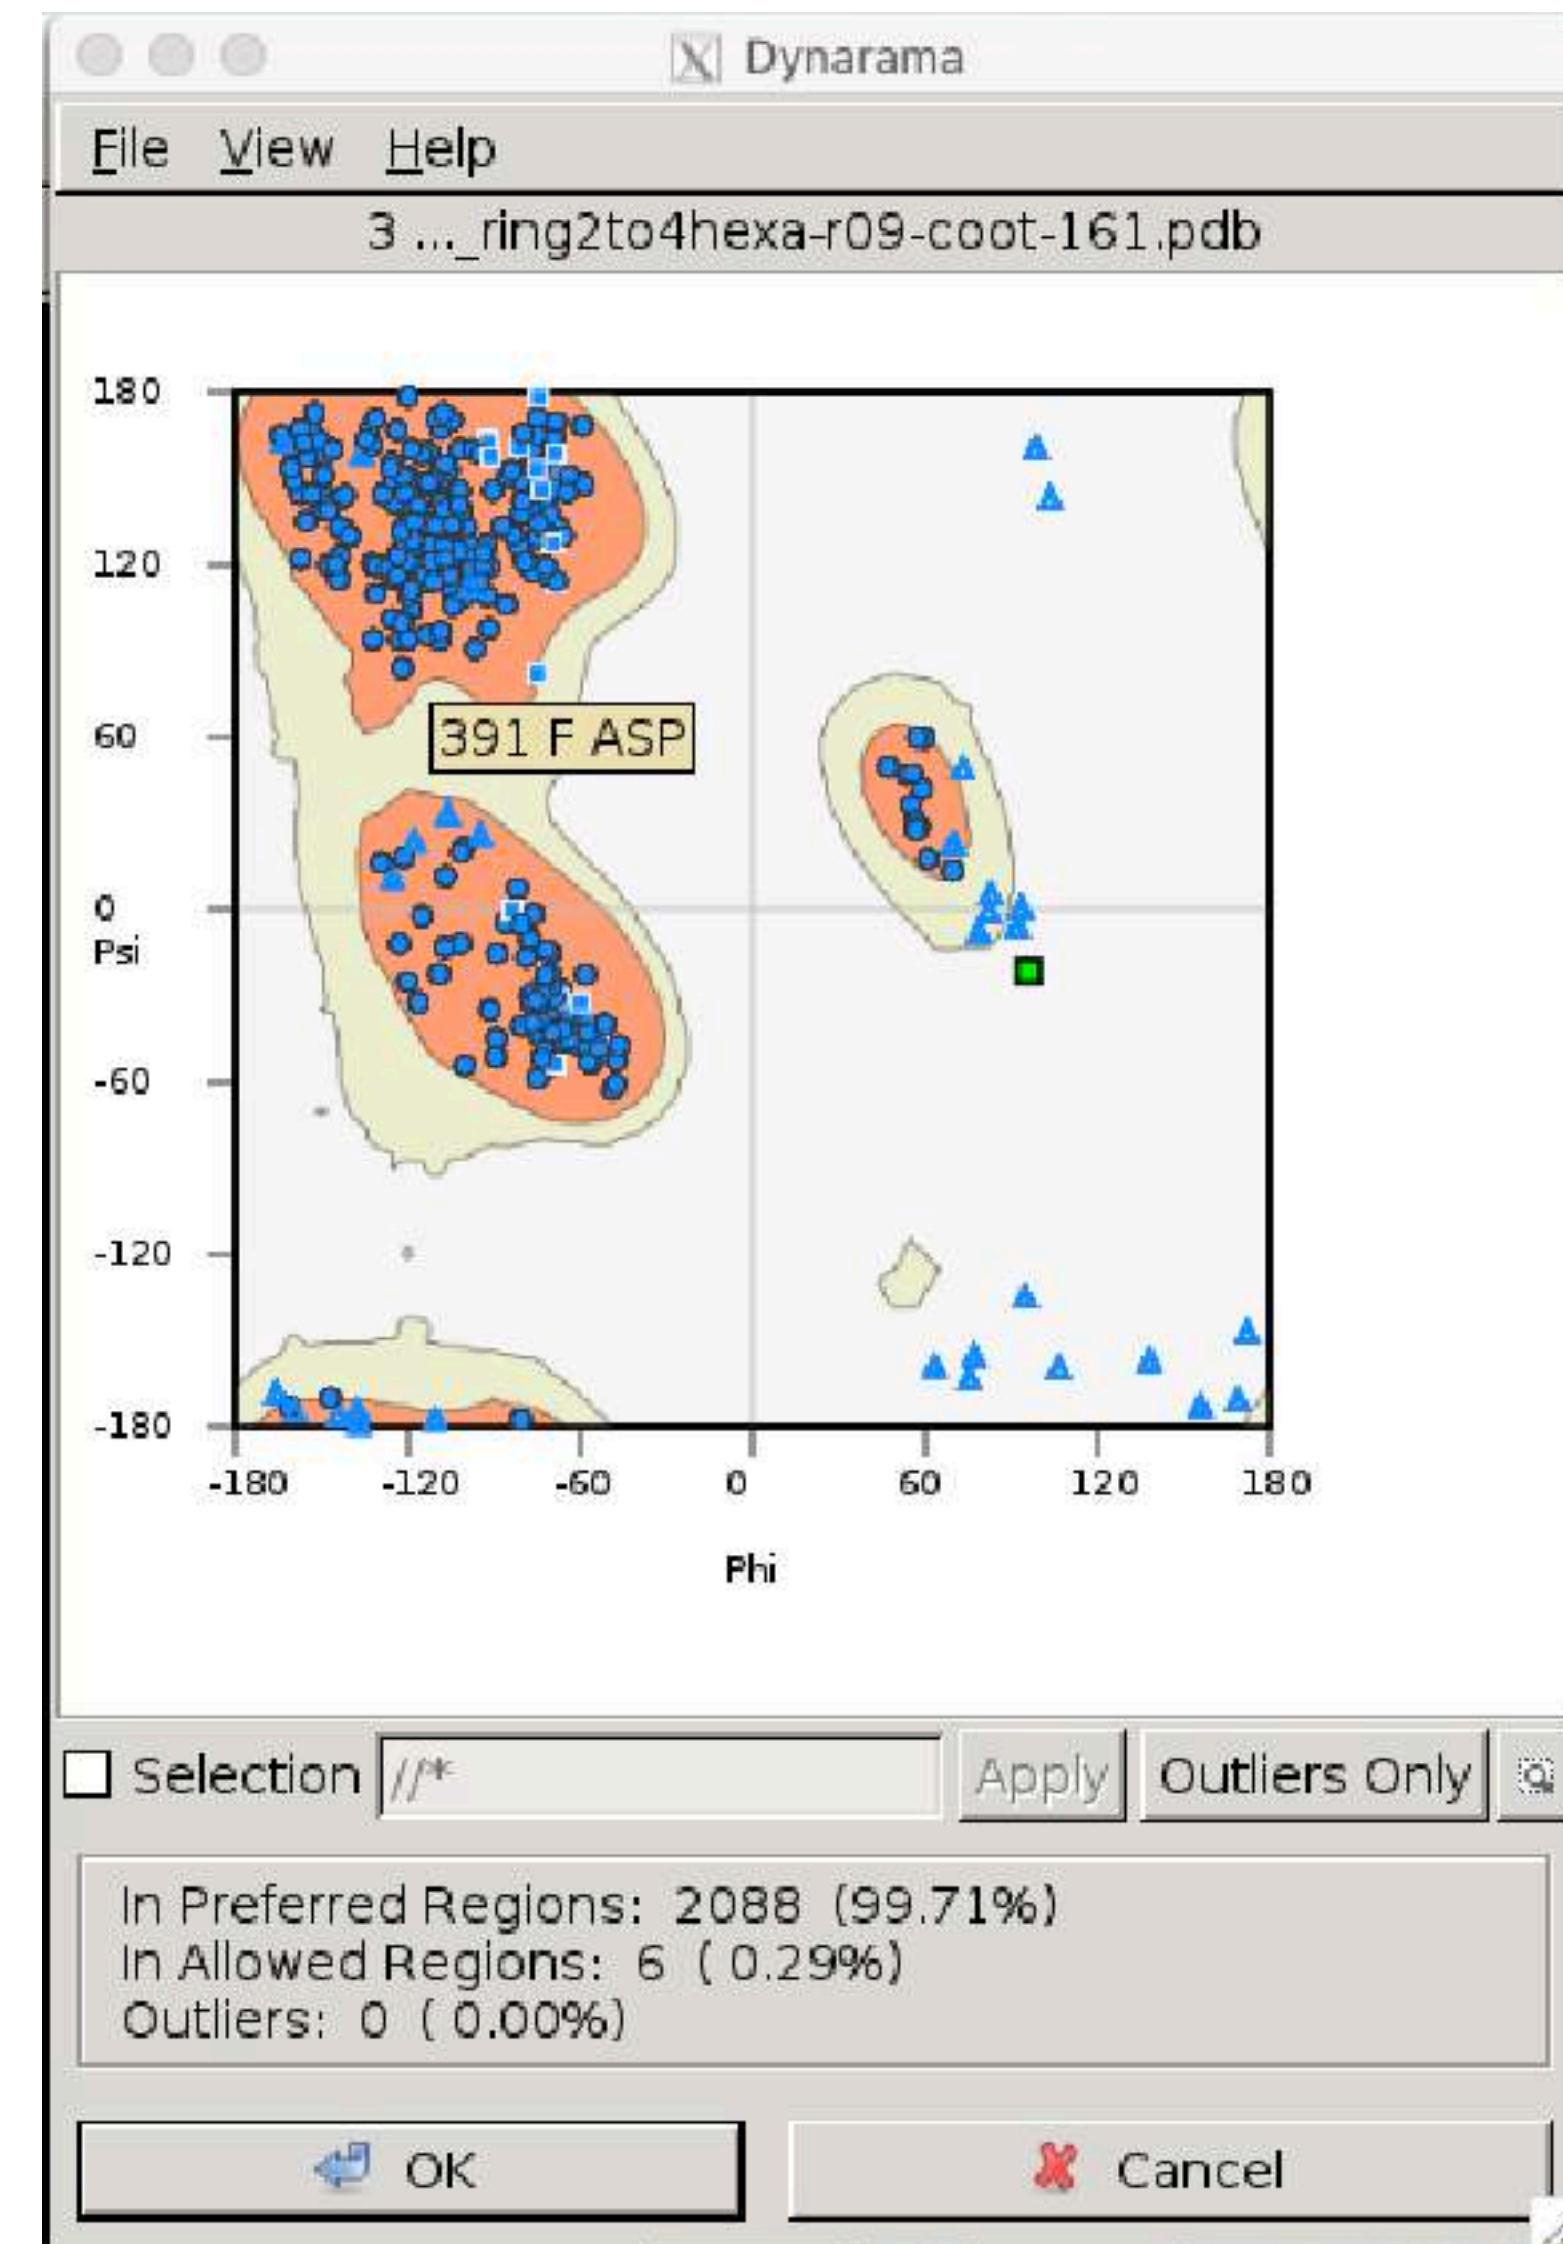 Dynarama
File View Help
3 ..._ring2to4hexa-r09-coot-161.pdb
180
120
60
391 F ASP
0
Psi
-60
-120
-180
-180 -120 -60 0 60 120 180
Phi
Selection //* Apply Outliers Only
In Preferred Regions: 2088 (99.71%)
In Allowed Regions: 6 ( 0.29%)
Outliers: 0 ( 0.00%)
OK Cancel